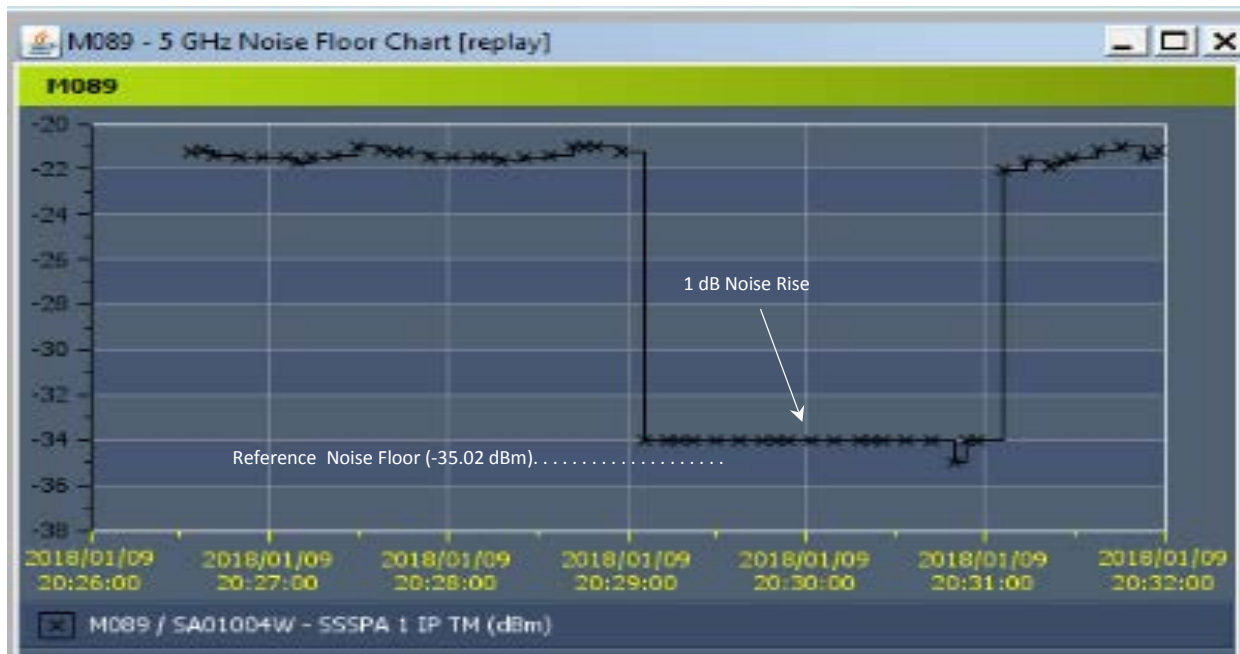 M089 - 5 GHz Noise Floor Chart [replay]
M089
-20
-22
-24
-26
-28
-30
-32
-34
-36
-38
1 dB Noise Rise
Reference Noise Floor (-35.02 dBm). . . . . . . . . . . . . . . . . . . .
2018/01/09 2018/01/09 2018/01/09 2018/01/09 2018/01/09 2018/01/09 2018/01/09
20:26:00 20:27:00 20:28:00 20:29:00 20:30:00 20:31:00 20:32:00
M089 / SA01004W - SSSPA 1 IP TM (dBm)